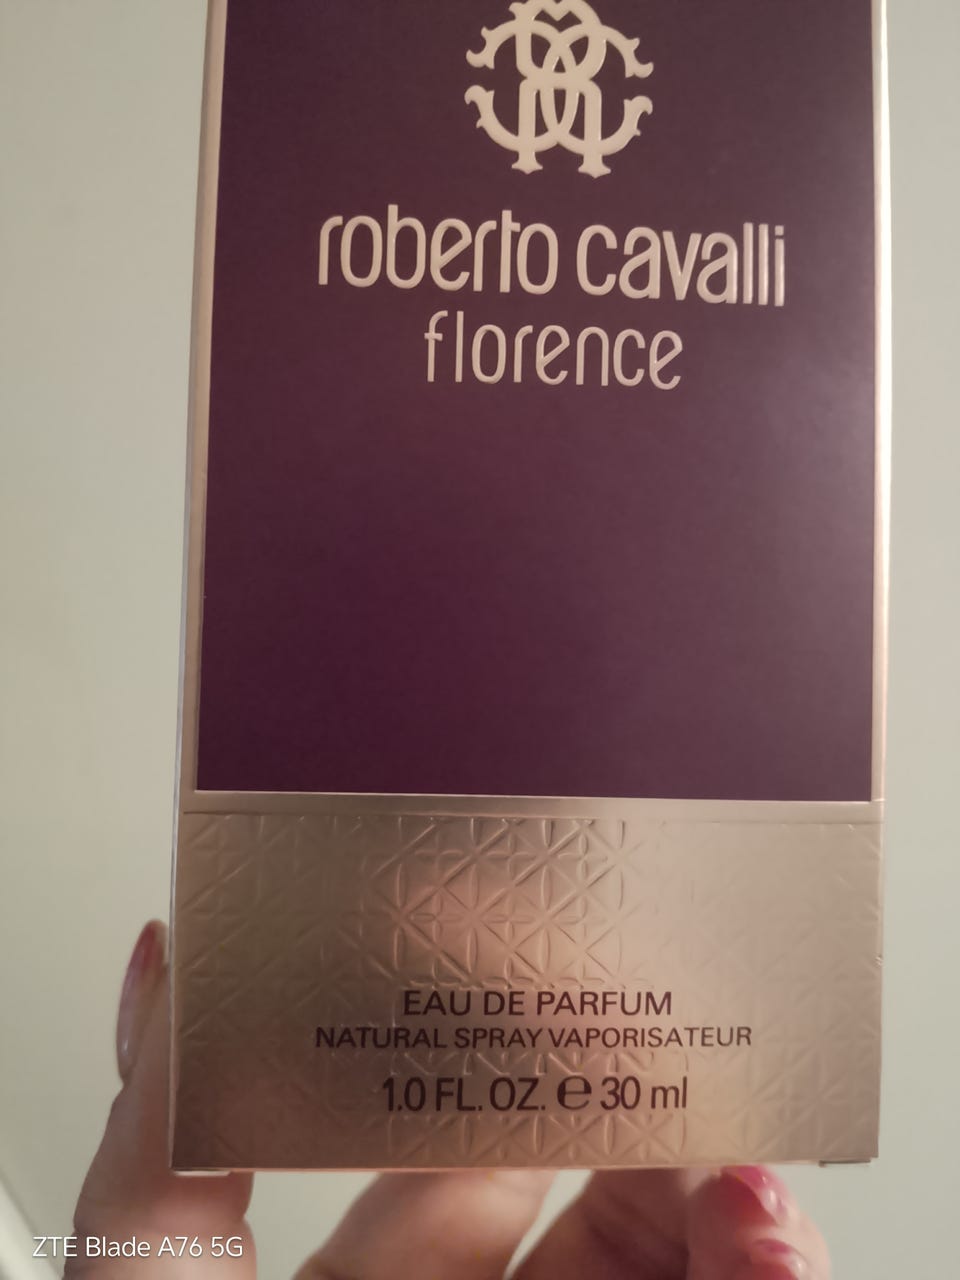 roberto cavalli
florence
EAU DE PARFUM
NATURAL SPRAY VAPORISATEUR
1.0 FL. OZ. ℮ 30 ml
ZTE Blade A76 5G